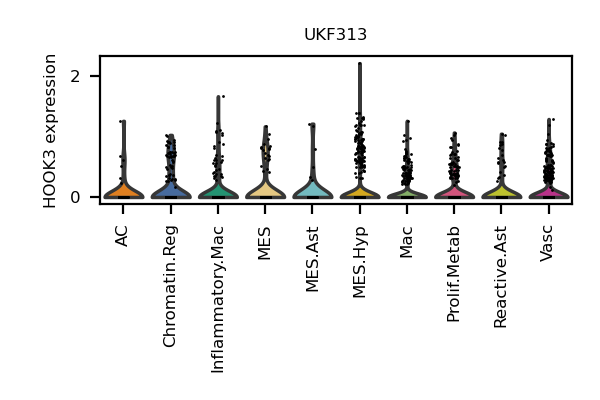 UKF313
HOOK3 expression
2
0
AC
Chromatin.Reg
Inflammatory.Mac
MES
MES.Ast
MES.Hyp
Mac
Prolif.Metab
Reactive.Ast
Vasc